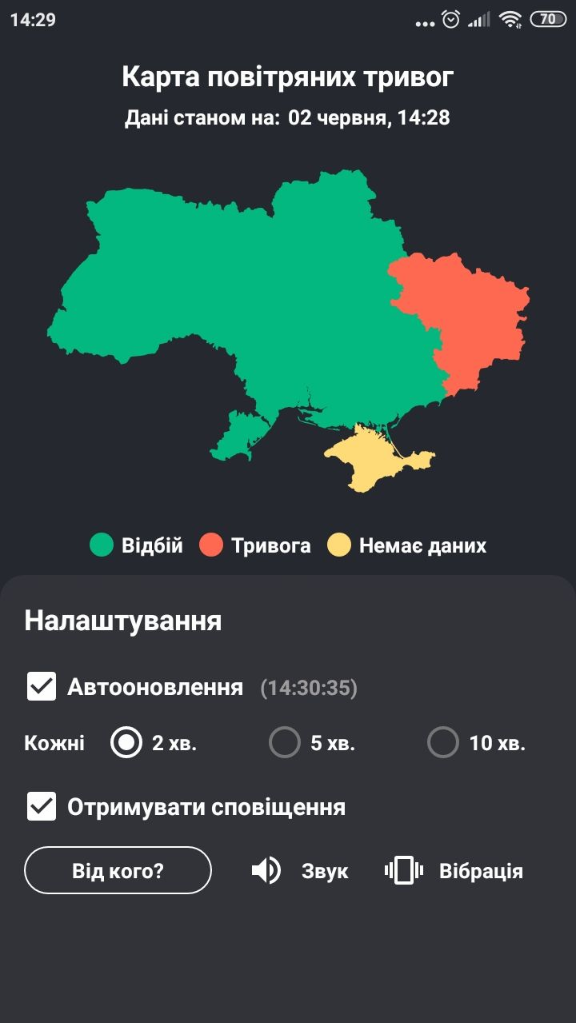 14:29
70
Карта повітряних тривог
Дані станом на: 02 червня, 14:28
Відбій Тривога Немає даних
Налаштування
Автооновлення (14:30:35)
Кожні 2 хв. 5 хв. 10 хв.
Отримувати сповіщення
Від кого? Звук Вібрація